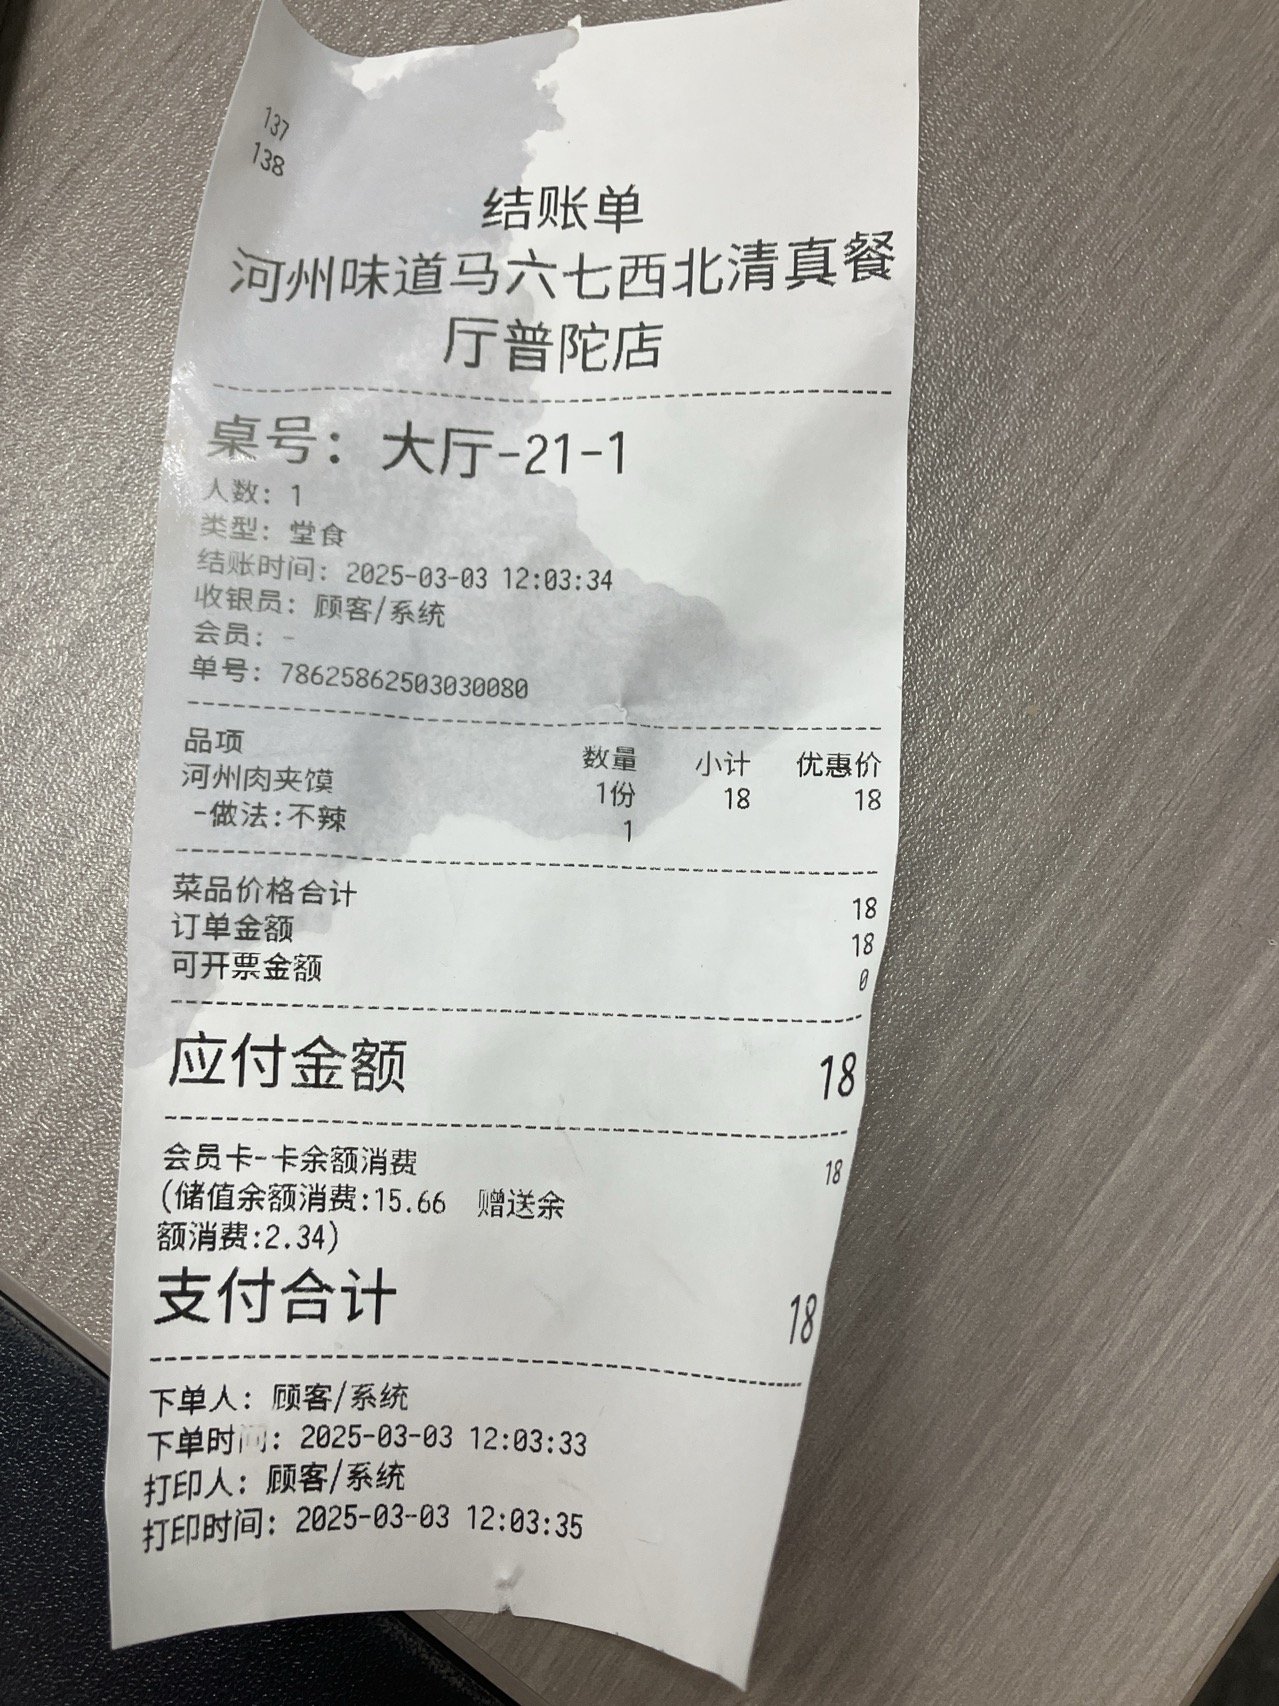 137
138
结账单
河州味道马六七西北清真餐
厅普陀店
桌号：大厅-21-1
人数：1
类型：堂食
结账时间：2025-03-03 12:03:34
收银员：顾客/系统
会员：-
单号：78625862503030080
品项 数量 小计 优惠价
河州肉夹馍 1份 18 18
-做法:不辣 1
菜品价格合计 18
订单金额 18
可开票金额 0
应付金额 18
会员卡-卡余额消费 18
(储值余额消费:15.66 赠送余
额消费:2.34)
支付合计 18
下单人：顾客/系统
下单时间：2025-03-03 12:03:33
打印人：顾客/系统
打印时间：2025-03-03 12:03:35